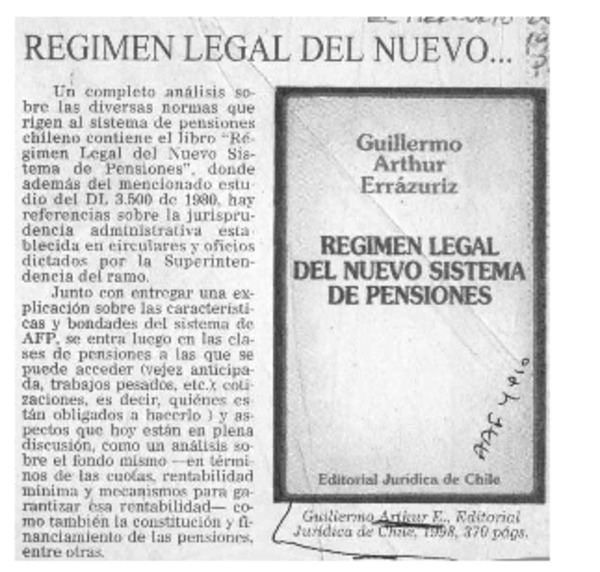 El Mercurio
REGIMEN LEGAL DEL NUEVO...
Un completo análisis so-
bre las diversas normas que
rigen al sistema de pensiones
chileno contiene el libro "Ré-
gimen Legal del Nuevo Sis-
tema de Pensiones", donde
además del mencionado estu-
dio del DL 3.500 de 1980, hay
referencias sobre la jurispru-
dencia administrativa esta-
blecida en circulares y oficios
dictados por la Superinten-
dencia del ramo.
Junto con entregar una ex-
plicación sobre las característi-
cas y bondades del sistema de
AFP, se entra luego en las cla-
ses de pensiones a las que se
puede acceder (vejez anticipa-
da, trabajos pesados, etc.); coti-
zaciones, es decir, quiénes es-
tán obligados a hacerlo ) y as-
pectos que hoy están en plena
discusión, como un análisis so-
bre el fondo mismo —en térmi-
nos de las cuotas, rentabilidad
mínima y mecanismos para ga-
rantizar esa rentabilidad— co-
mo también la constitución y fi-
nanciamiento de las pensiones,
entre otras.
Guillermo
Arthur
Errázuriz
REGIMEN LEGAL
DEL NUEVO SISTEMA
DE PENSIONES
Editorial Jurídica de Chile
Guillermo Arthur E., Editorial
Jurídica de Chile, 1998, 370 págs.